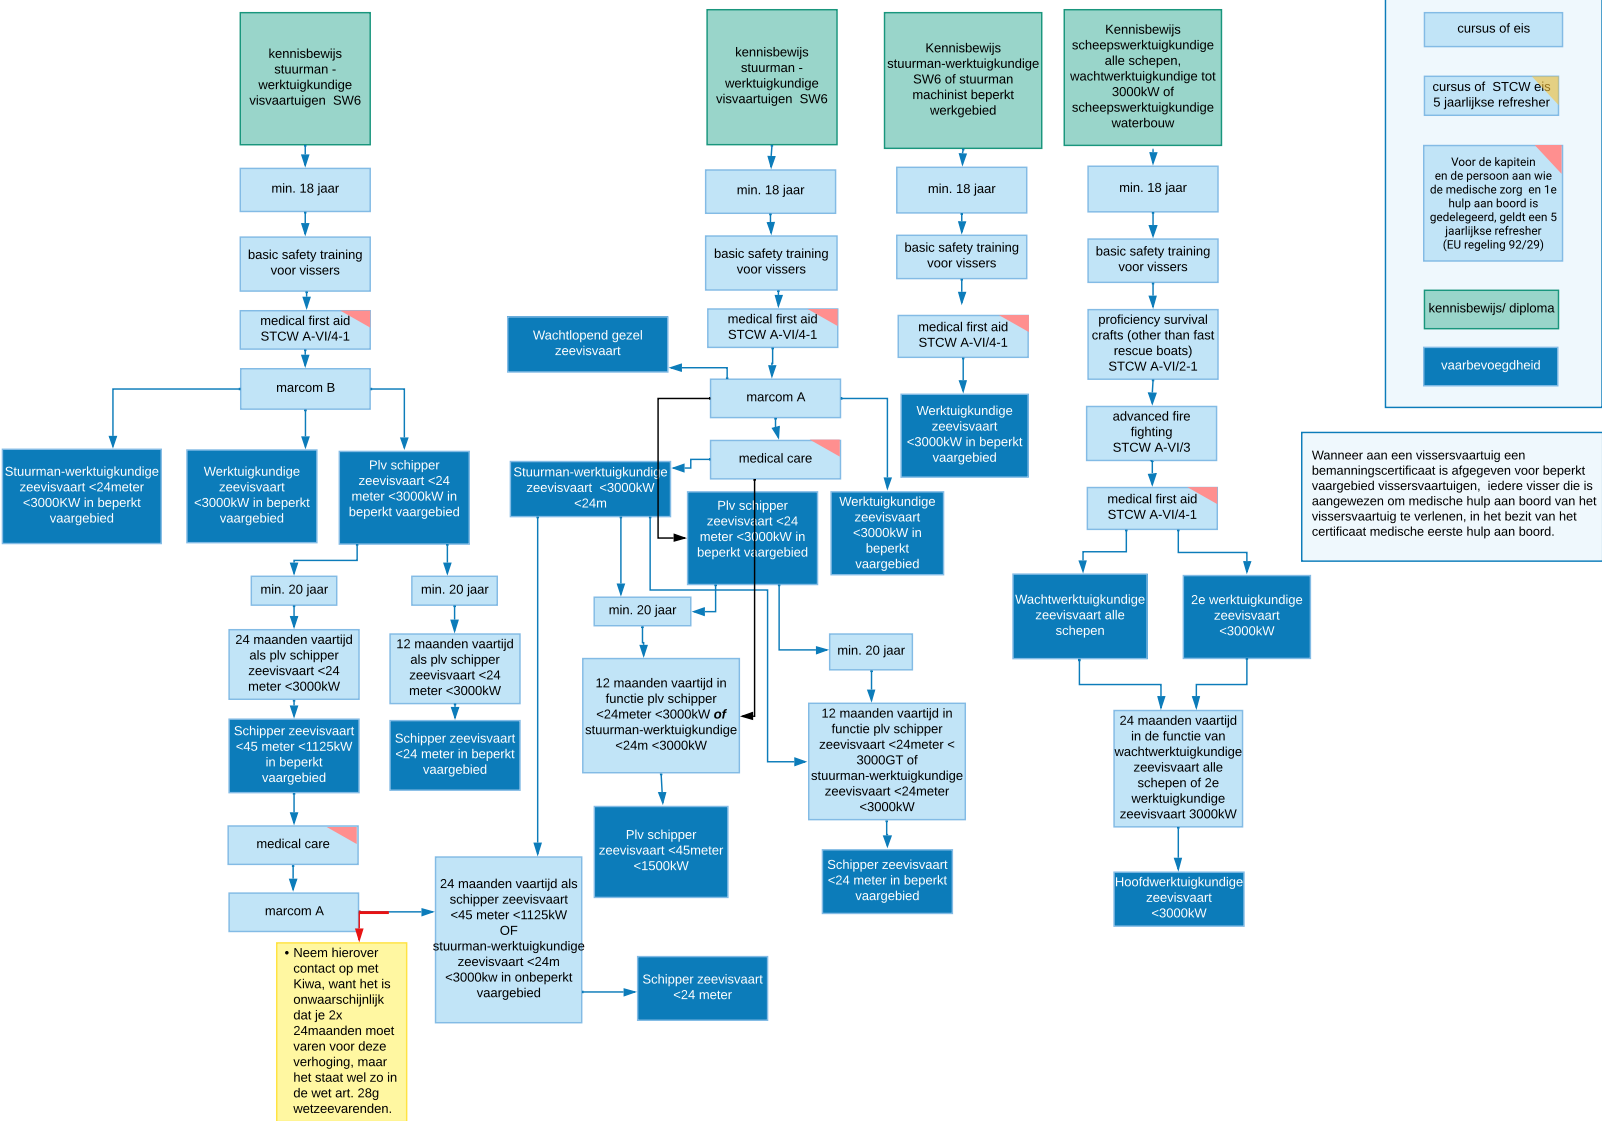 kennisbewijs
stuurman -
werktuigkundige
visvaartuigen  SW6
min. 18 jaar
basic safety training
voor vissers
medical first aid
STCW A-VI/4-1
marcom B
Stuurman-werktuigkundige
zeevisvaart <24meter
<3000KW in beperkt
vaargebied
Werktuigkundige
zeevisvaart
<3000kW in beperkt
vaargebied
Plv schipper
zeevisvaart <24
meter <3000kW in
beperkt vaargebied
min. 20 jaar
24 maanden vaartijd
als plv schipper
zeevisvaart <24
meter <3000kW
Schipper zeevisvaart
<45 meter <1125kW
in beperkt
vaargebied
medical care
marcom A
min. 20 jaar
12 maanden vaartijd
als plv schipper
zeevisvaart <24
meter <3000kW
Schipper zeevisvaart
<24 meter in beperkt
vaargebied
• Neem hierover
contact op met
Kiwa, want het is
onwaarschijnlijk
dat je 2x
24maanden moet
varen voor deze
verhoging, maar
het staat wel zo in
de wet art. 28g
wetzeevarenden.
kennisbewijs
stuurman -
werktuigkundige
visvaartuigen  SW6
min. 18 jaar
basic safety training
voor vissers
medical first aid
STCW A-VI/4-1
Wachtlopend gezel
zeevisvaart
marcom A
medical care
Stuurman-werktuigkundige
zeevisvaart  <3000kW
<24m
Plv schipper
zeevisvaart <24
meter <3000kW in
beperkt vaargebied
Werktuigkundige
zeevisvaart
<3000kW in
beperkt
vaargebied
min. 20 jaar
12 maanden vaartijd in
functie plv schipper
<24meter <3000kW of
stuurman-werktuigkundige
<24m <3000kW
Plv schipper
zeevisvaart <45meter
<1500kW
min. 20 jaar
12 maanden vaartijd in
functie plv schipper
zeevisvaart <24meter <
3000GT of
stuurman-werktuigkundige
zeevisvaart <24meter
<3000kW
Schipper zeevisvaart
<24 meter in beperkt
vaargebied
24 maanden vaartijd als
schipper zeevisvaart
<45 meter <1125kW
OF
stuurman-werktuigkundige
zeevisvaart <24m
<3000kw in onbeperkt
vaargebied
Schipper zeevisvaart
<24 meter
Kennisbewijs
stuurman-werktuigkundige
SW6 of stuurman
machinist beperkt
werkgebied
min. 18 jaar
basic safety training
voor vissers
medical first aid
STCW A-VI/4-1
Werktuigkundige
zeevisvaart
<3000kW in beperkt
vaargebied
Kennisbewijs
scheepswerktuigkundige
alle schepen,
wachtwerktuigkundige tot
3000kW of
scheepswerktuigkundige
waterbouw
min. 18 jaar
basic safety training
voor vissers
proficiency survival
crafts (other than fast
rescue boats)
STCW A-VI/2-1
advanced fire
fighting
STCW A-VI/3
medical first aid
STCW A-VI/4-1
Wachtwerktuigkundige
zeevisvaart alle
schepen
2e werktuigkundige
zeevisvaart
<3000kW
24 maanden vaartijd
in de functie van
wachtwerktuigkundige
zeevisvaart alle
schepen of 2e
werktuigkundige
zeevisvaart 3000kW
Hoofdwerktuigkundige
zeevisvaart
<3000kW
cursus of eis
cursus of  STCW eis
5 jaarlijkse refresher
Voor de kapitein
en de persoon aan wie
de medische zorg  en 1e
hulp aan boord is
gedelegeerd, geldt een 5
jaarlijkse refresher
(EU regeling 92/29)
kennisbewijs/ diploma
vaarbevoegdheid
Wanneer aan een vissersvaartuig een
bemanningscertificaat is afgegeven voor beperkt
vaargebied vissersvaartuigen,  iedere visser die is
aangewezen om medische hulp aan boord van het
vissersvaartuig te verlenen, in het bezit van het
certificaat medische eerste hulp aan boord.